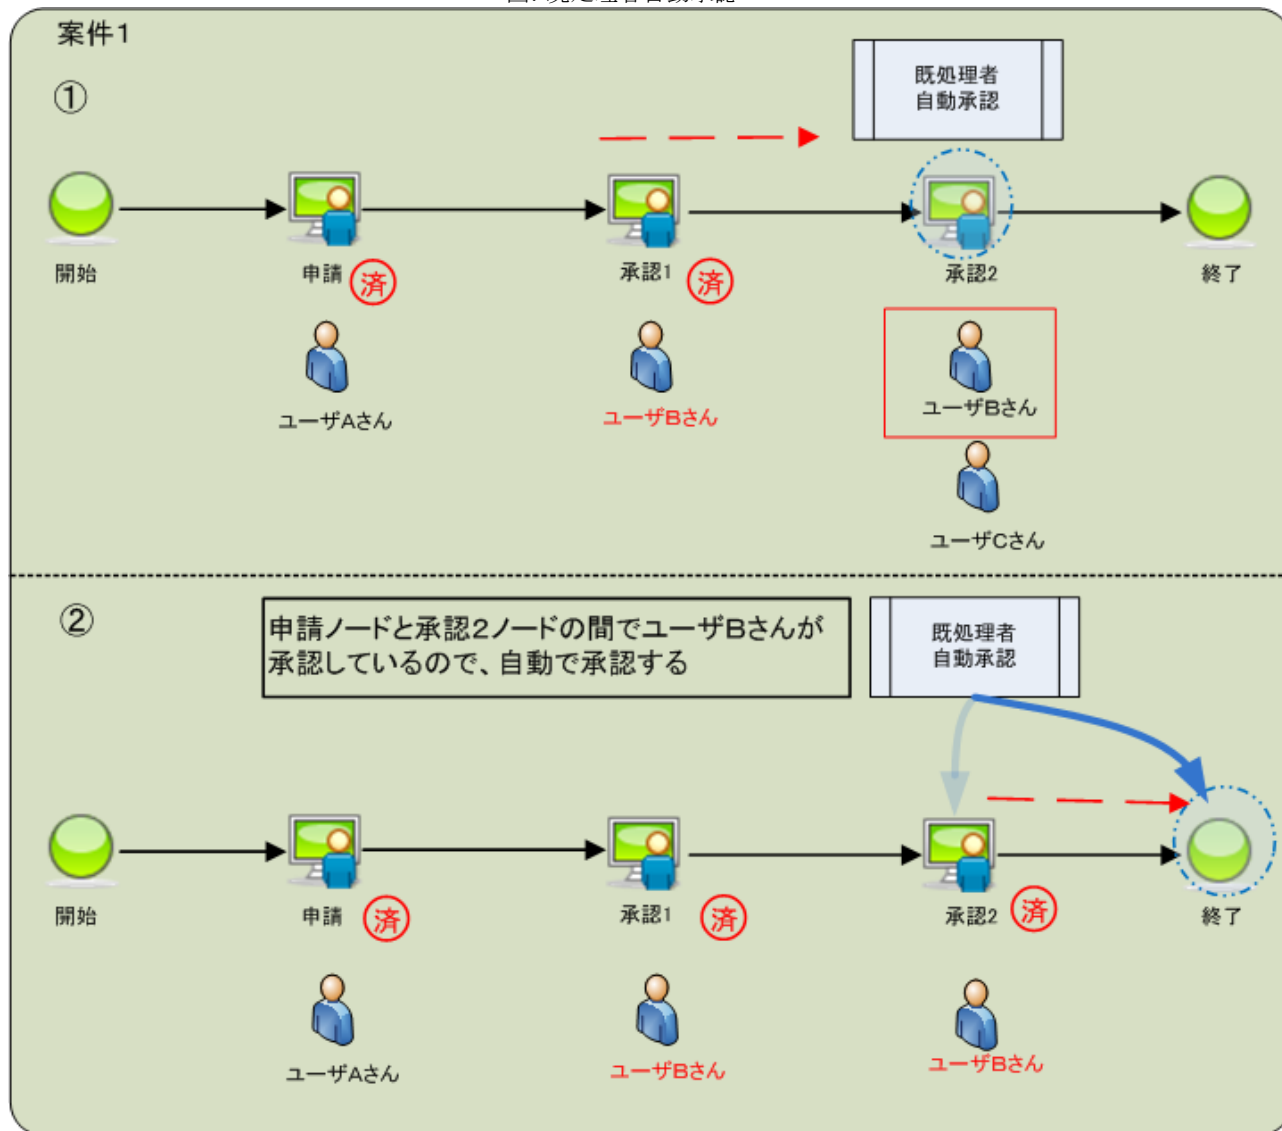 案件1
①
既処理者
自動承認
開始
申請
済
承認1
済
承認2
終了
ユーザAさん
ユーザBさん
ユーザBさん
ユーザCさん
②
申請ノードと承認2ノードの間でユーザBさんが
承認しているので、自動で承認する
既処理者
自動承認
開始
申請
済
承認1
済
承認2
済
終了
ユーザAさん
ユーザBさん
ユーザBさん